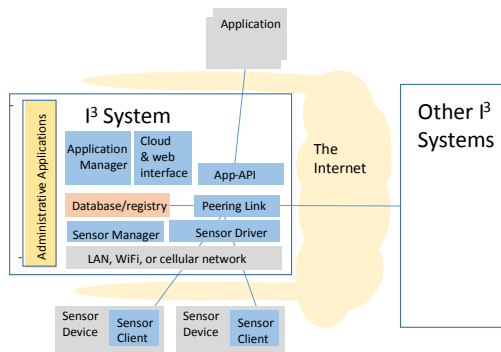 Application
I³ System
Administrative Applications
Application
Manager
Cloud
& web
interface
App-API
The
Internet
Other I³
Systems
Database/registry
Peering Link
Sensor Manager
Sensor Driver
LAN, WiFi, or cellular network
Sensor
Device
Sensor
Client
Sensor
Device
Sensor
Client